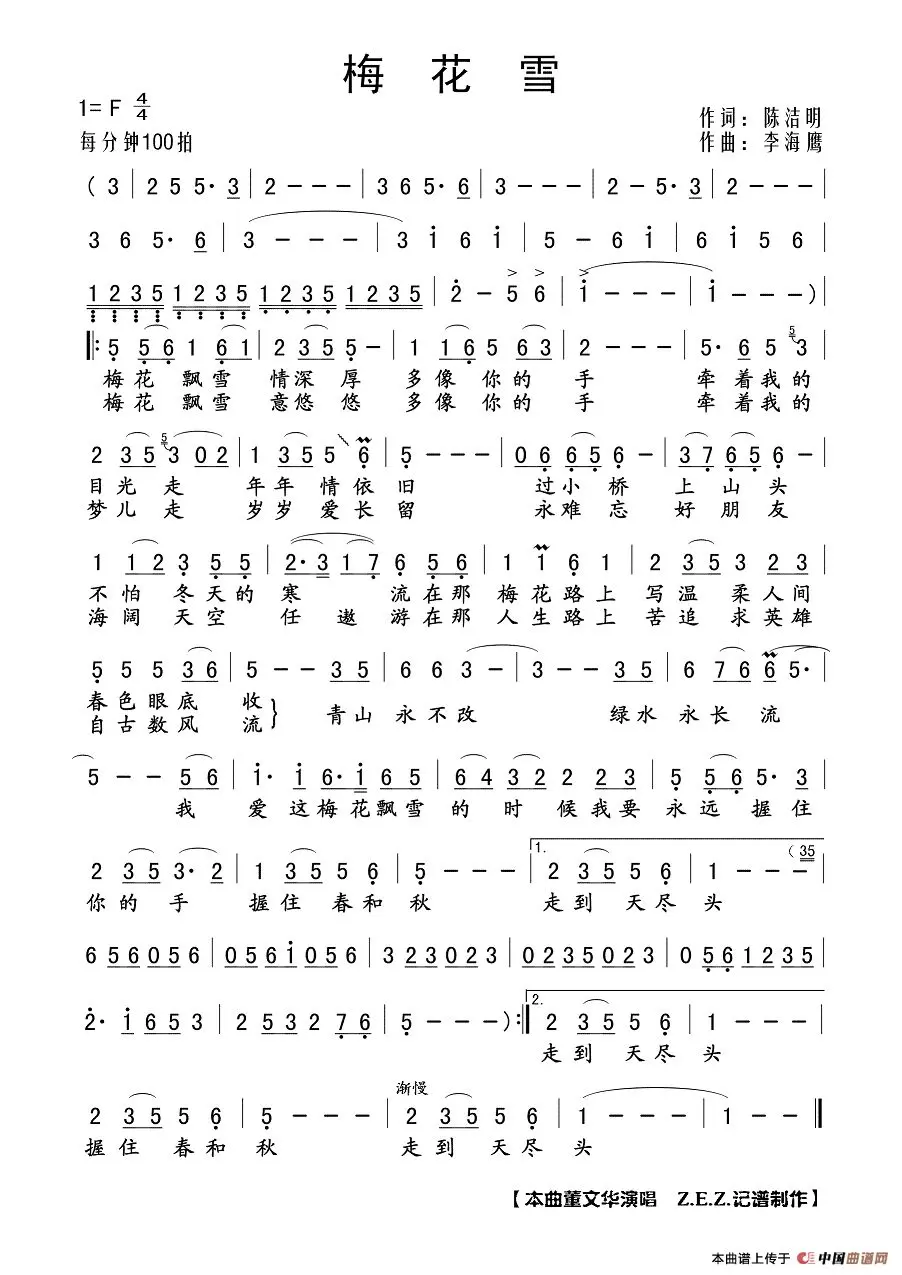 梅 花 雪
1= F 4/4
作词：陈洁明
每分钟100拍
作曲：李海鹰
( 3 | 2 5 5· 3 | 2 - - - | 3 6 5· 6 | 3 - - - | 2 - 5· 3 | 2 - - - |
3 6 5· 6 | 3 - - - | 3 i 6 i | 5 - 6 i | 6 i 5 6 |
1 2 3 5 1 2 3 5 1 2 3 5 1 2 3 5 | 2 - 5 6 | i - - - | i - - - ) |
5 5 6 1 6 1 | 2 3 5 5 - | 1 1 6 5 6 3 | 2 - - - | 5· 6 5 5 3 |
梅花 飘雪 情深厚 多像你的 手 牵着我的
梅花 飘雪 意悠悠 多像你的 手 牵着我的
2 3 5 5 3 0 2 | 1 3 5 5 6 | 5 - - - | 0 6 5 6 5 6 - | 3 7 6 5 6 - |
目光 走 年年 情依旧 过小桥 上山头
梦儿 走 岁岁 爱长留 永难忘 好朋友
1 1 2 3 5 5 | 2· 3 1 7 6 5 6 | 1 1 6 1 | 2 3 5 3 2 3 |
不怕 冬天的 寒 流在那 梅花路上 写温 柔人间
海阔 天空 任 遨 游在那 人生路上 苦追 求英雄
5 5 5 3 6 | 5 - - 3 5 | 6 6 3 - | 3 - - 3 5 | 6 7 6 6 5· |
春色眼底 收
自古数风 流
青山 永不改 绿水 永长 流
5 - - 5 6 | i· i 6· i 6 5 | 6 4 3 2 2 2 3 | 5 5 6 5· 3 |
我 爱这梅花飘雪 的 时 候我要 永远 握住
1.
(35
2 3 5 3· 2 | 1 3 5 5 6 | 5 - - - | 2 3 5 5 6 | 1 - - - |
你的 手 握住 春和 秋 走到 天尽 头
6 5 6 0 5 6 | 0 5 6 i 0 5 6 | 3 2 3 0 2 3 | 0 2 3 5 0 2 3 | 0 5 6 1 2 3 5 |
2.
2· i 6 5 3 | 2 5 3 2 7 6 | 5 - - - ) :| 2 3 5 5 6 | 1 - - - |
走到 天尽 头
渐慢
2 3 5 5 6 | 5 - - - | 2 3 5 5 6 | 1 - - - | 1 - - - ||
握住 春和 秋 走到 天尽 头
【本曲董文华演唱 Z.E.Z.记谱制作】
本曲谱上传于 中国曲谱网